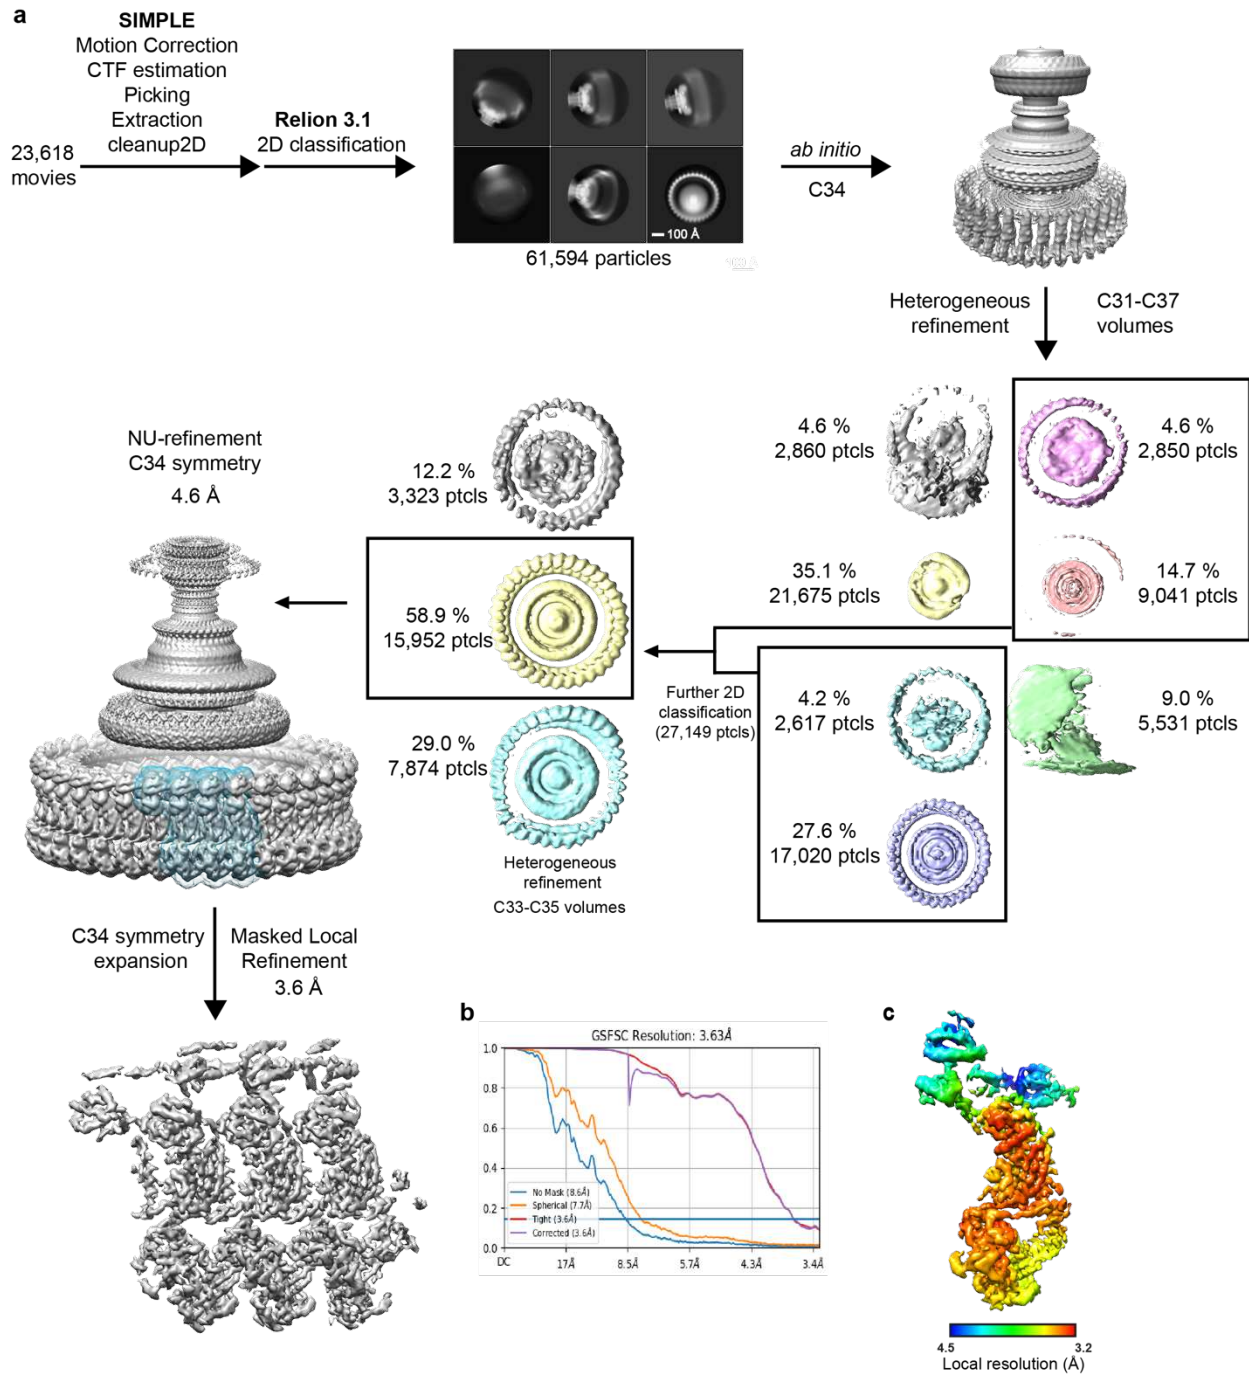 a
SIMPLE
Motion Correction
CTF estimation
Picking
Extraction
cleanup2D
23,618
movies
Relion 3.1
2D classification
100 Å
61,594 particles
ab initio
C34
Heterogeneous
refinement
C31-C37
volumes
4.6 %
2,860 ptcls
4.6 %
2,850 ptcls
35.1 %
21,675 ptcls
14.7 %
9,041 ptcls
4.2 %
2,617 ptcls
9.0 %
5,531 ptcls
27.6 %
17,020 ptcls
Further 2D
classification
(27,149 ptcls)
12.2 %
3,323 ptcls
58.9 %
15,952 ptcls
29.0 %
7,874 ptcls
Heterogeneous
refinement
C33-C35 volumes
NU-refinement
C34 symmetry
4.6 Å
C34 symmetry
expansion
Masked Local
Refinement
3.6 Å
b
GSFSC Resolution: 3.63Å
1.0
0.8
0.6
0.4
0.2
0.0
No Mask (8.6Å)
Spherical (7.7Å)
Tight (3.6Å)
Corrected (3.6Å)
DC
17Å
8.5Å
5.7Å
4.3Å
3.4Å
c
4.5
3.2
Local resolution (Å)